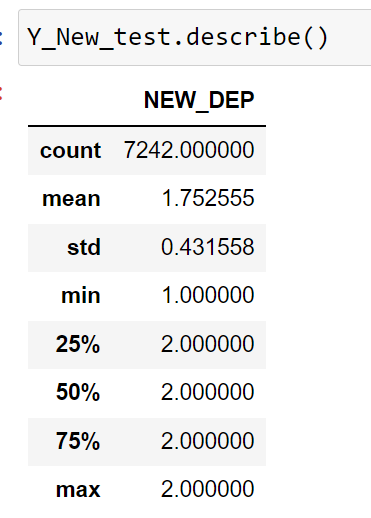 Y_New_test.describe()
NEW_DEP
count 7242.000000
mean 1.752555
std 0.431558
min 1.000000
25% 2.000000
50% 2.000000
75% 2.000000
max 2.000000